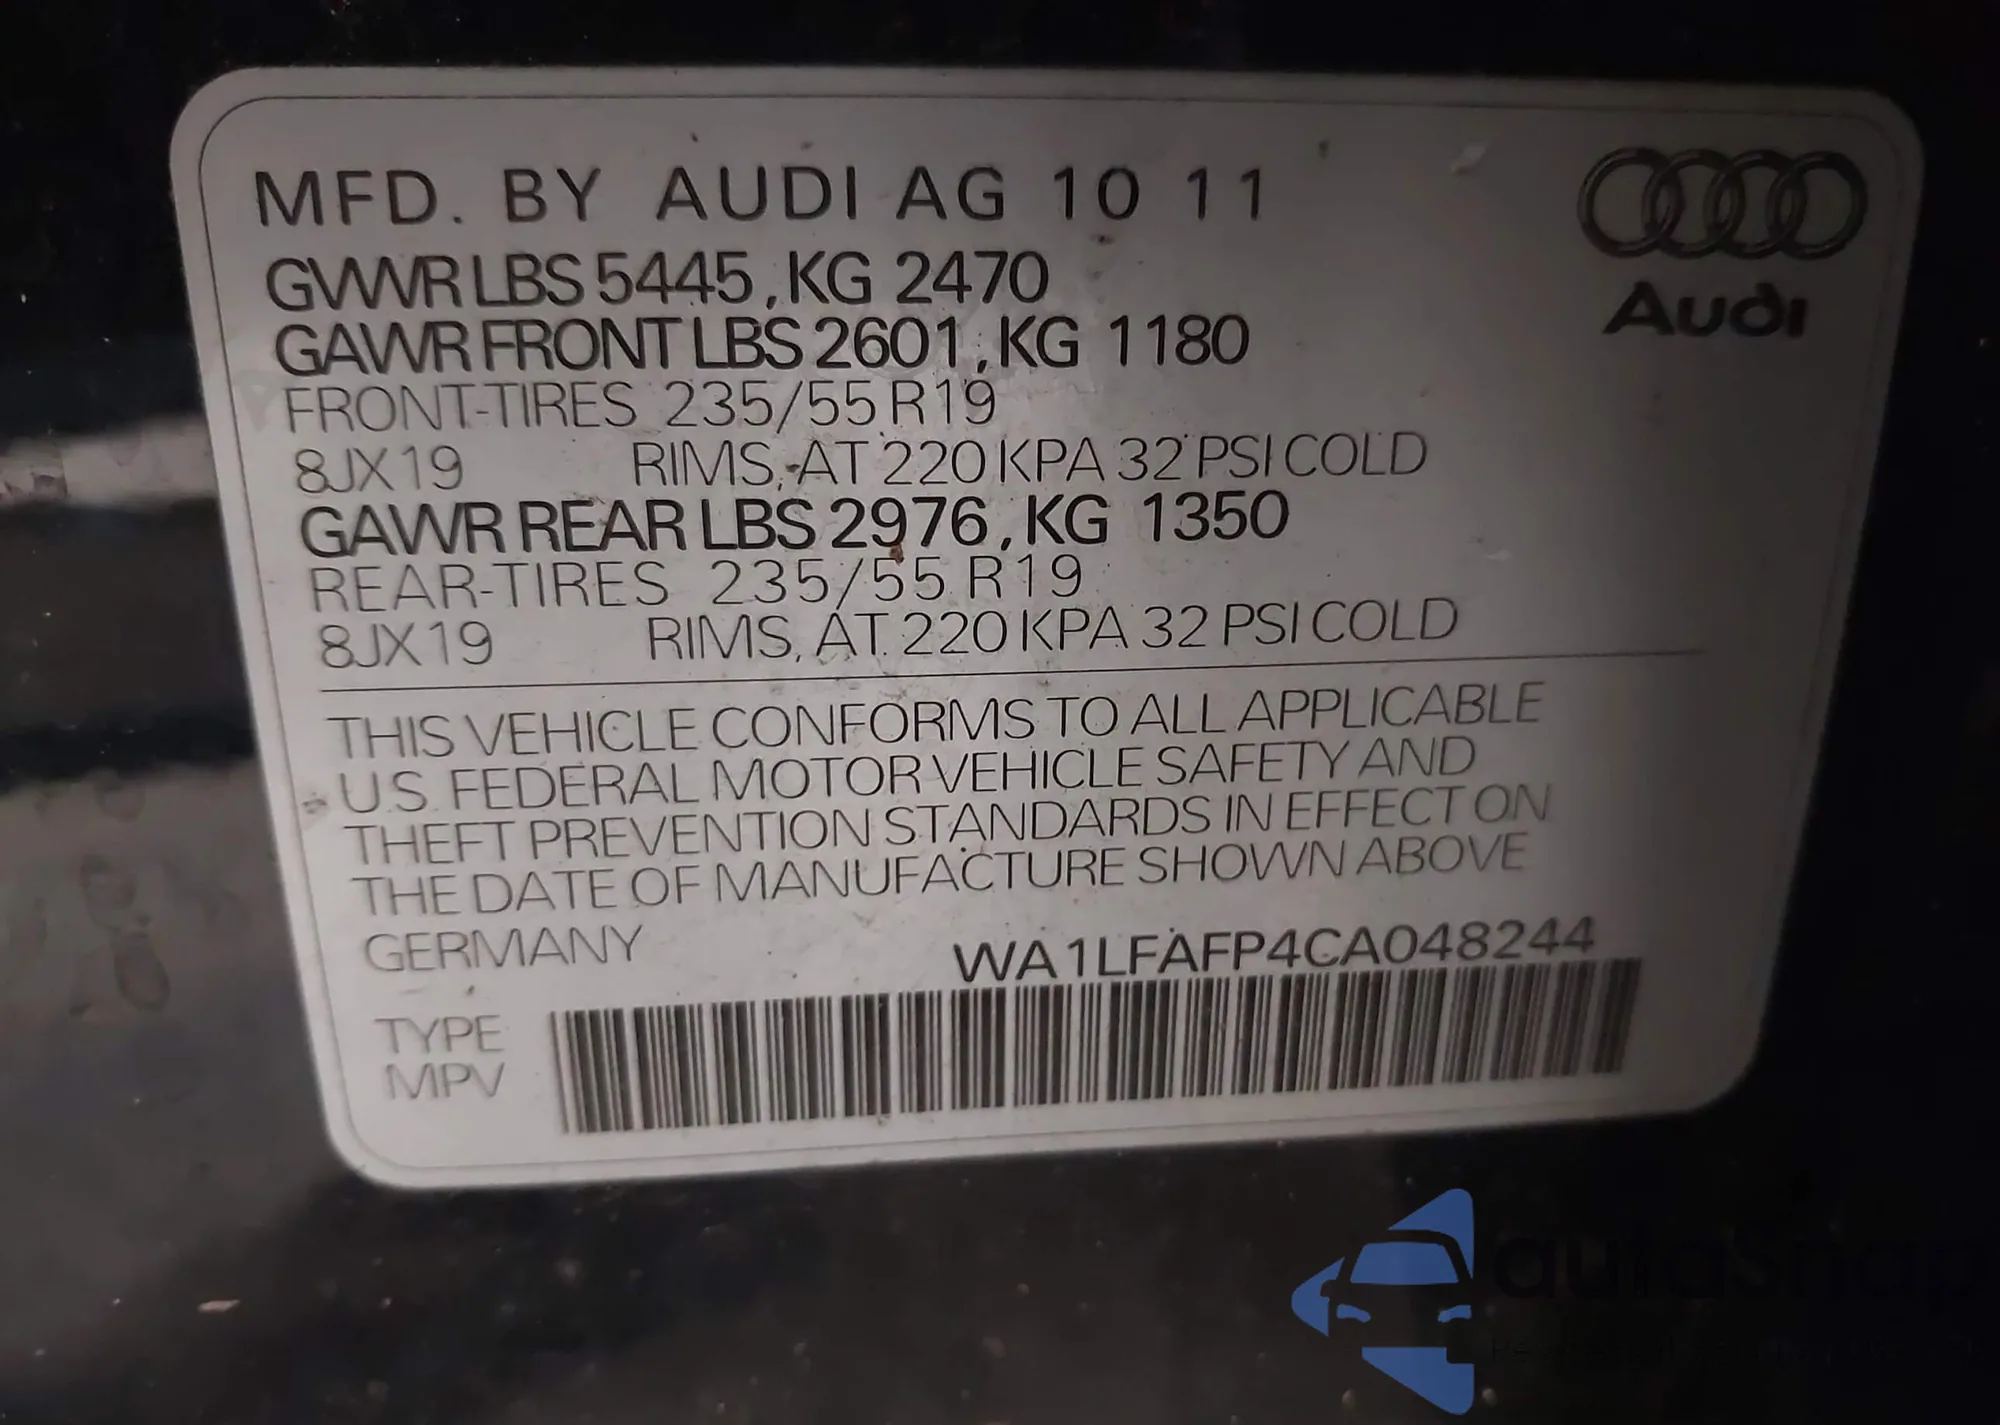 MFD. BY AUDI AG 10 11
GVWR LBS 5445, KG 2470
GAWR FRONT LBS 2601, KG 1180
FRONT-TIRES 235/55 R19
8JX19 RIMS, AT 220 KPA 32 PSI COLD
GAWR REAR LBS 2976, KG 1350
REAR-TIRES 235/55 R19
8JX19 RIMS, AT 220 KPA 32 PSI COLD
Audi
THIS VEHICLE CONFORMS TO ALL APPLICABLE
U.S. FEDERAL MOTOR VEHICLE SAFETY AND
THEFT PREVENTION STANDARDS IN EFFECT ON
THE DATE OF MANUFACTURE SHOWN ABOVE
GERMANY WA1LFAFP4CA048244
TYPE
MPV